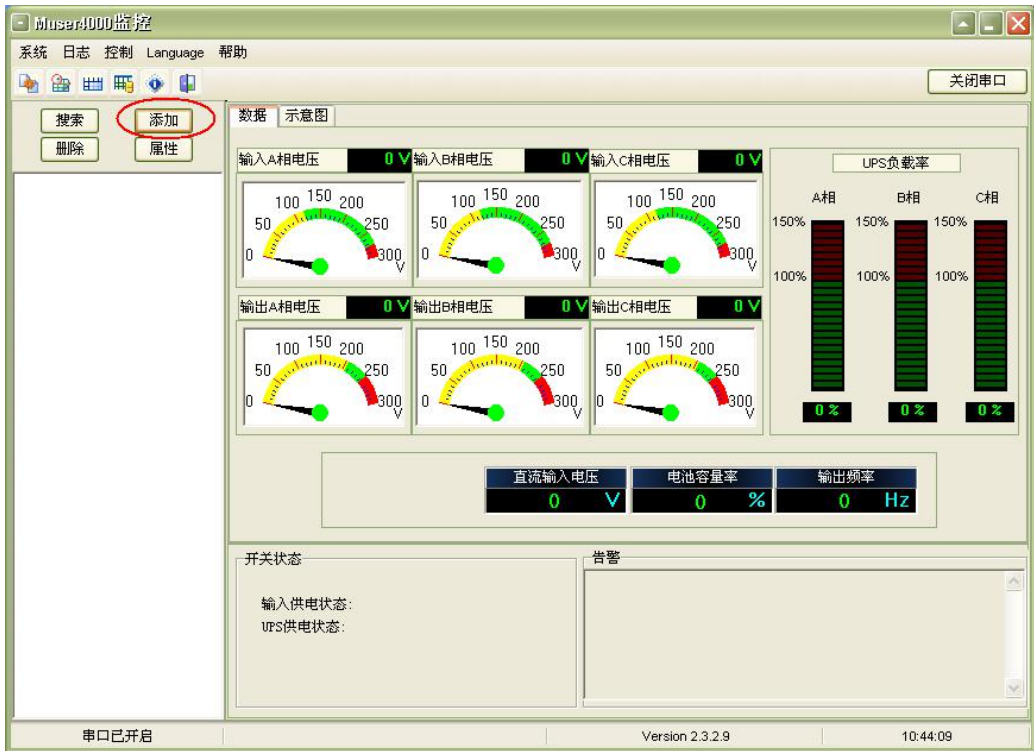 Muser4000监控
系统 日志 控制 Language 帮助
关闭串口
搜索 添加
删除 属性
数据 示意图
输入A相电压 0 V 输入B相电压 0 V 输入C相电压 0 V
0 50 100 150 200 250 300 V
0 50 100 150 200 250 300 V
0 50 100 150 200 250 300 V
输出A相电压 0 V 输出B相电压 0 V 输出C相电压 0 V
0 50 100 150 200 250 300 V
0 50 100 150 200 250 300 V
0 50 100 150 200 250 300 V
UPS负载率
A相 B相 C相
150% 150% 150%
100% 100% 100%
0 % 0 % 0 %
直流输入电压 电池容量率 输出频率
0 V 0 % 0 Hz
开关状态
输入供电状态:
UPS供电状态:
告警
串口已开启 Version 2.3.2.9 10:44:09